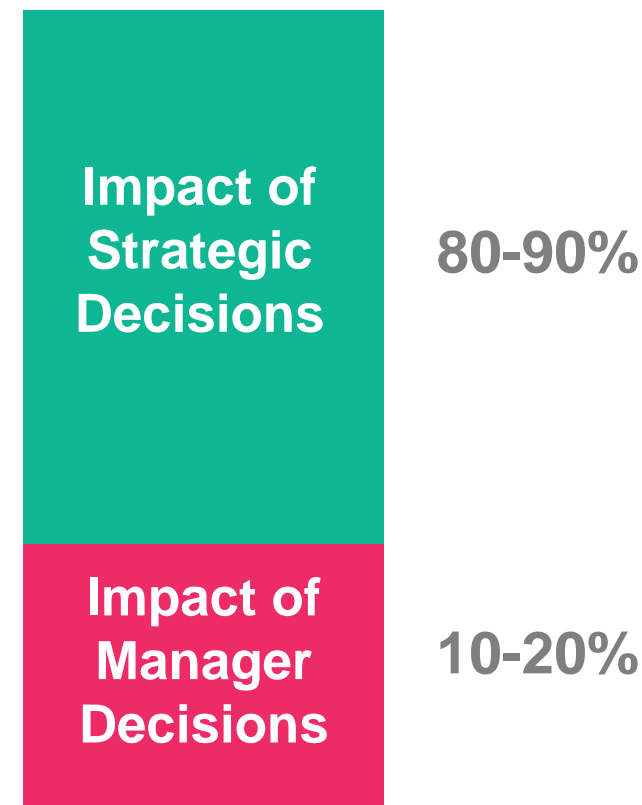 Impact of
Strategic
Decisions
80-90%
Impact of
Manager
Decisions
10-20%